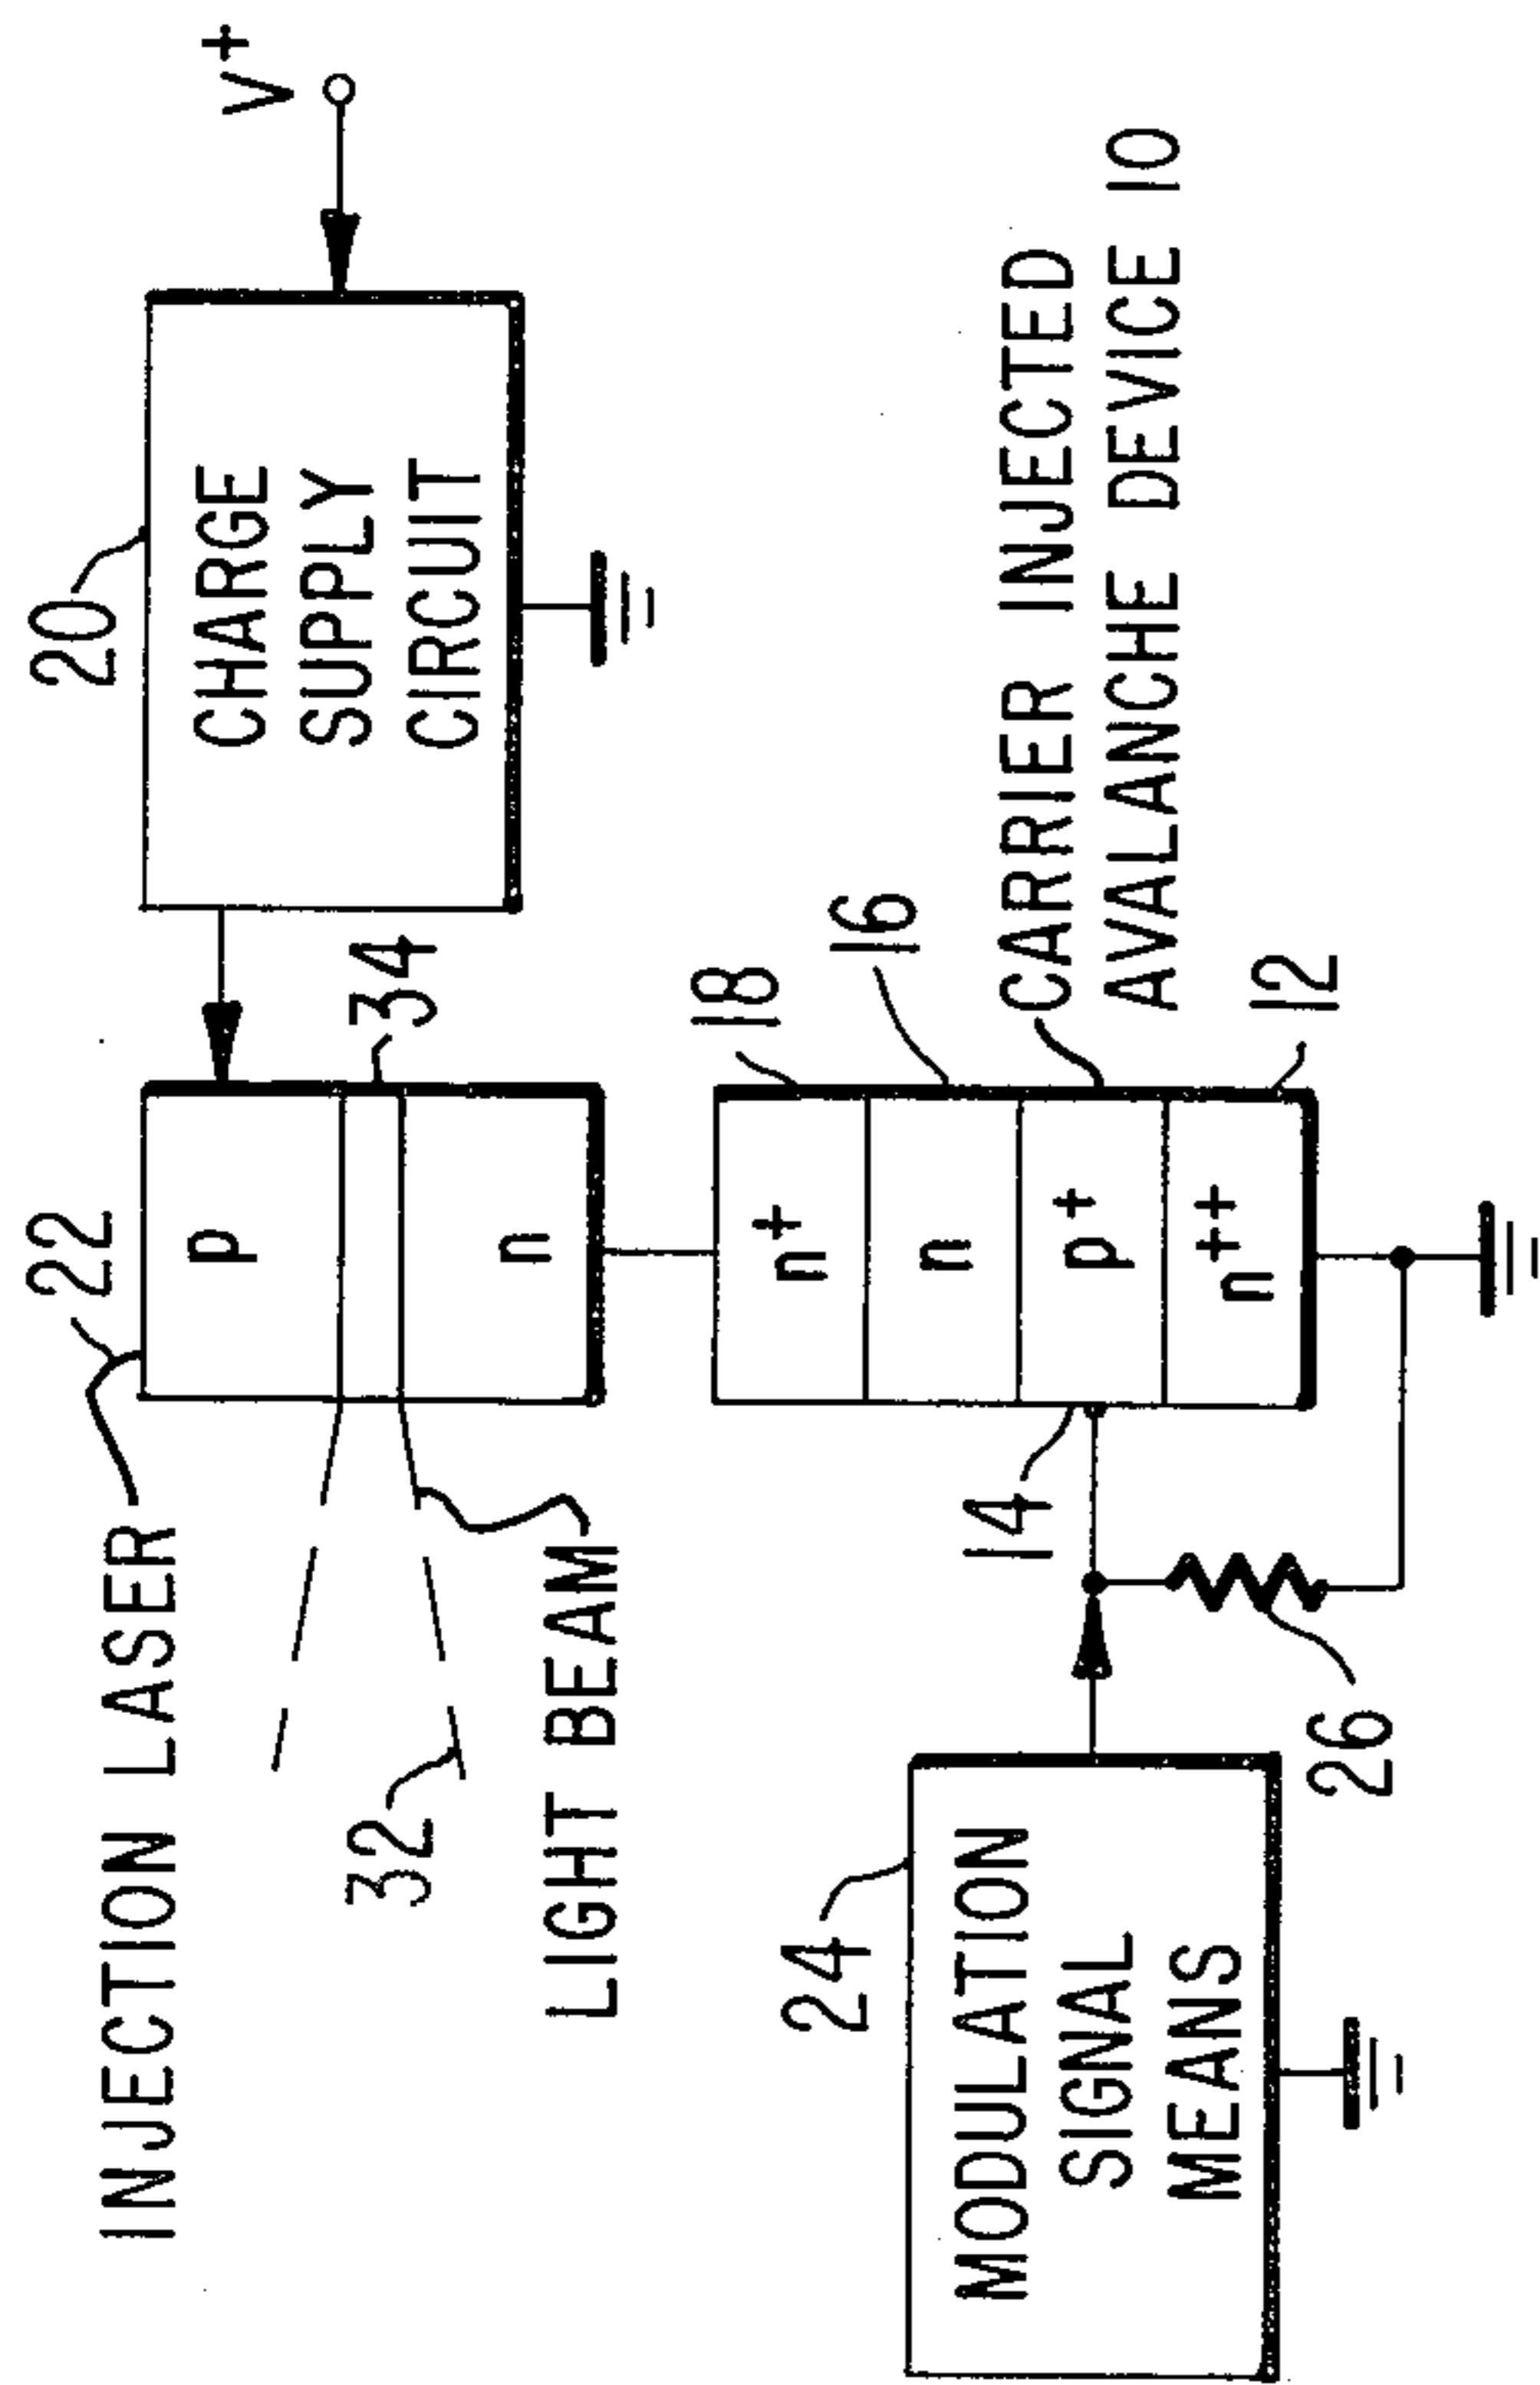 INJECTION LASER
22
20
V+
CHARGE
SUPPLY
CIRCUIT
p
34
n
32
LIGHT BEAM
18
16
n+
n
p+
n++
CARRIER INJECTED
AVALANCHE DEVICE 10
12
14
24
MODULATION
SIGNAL
MEANS
26